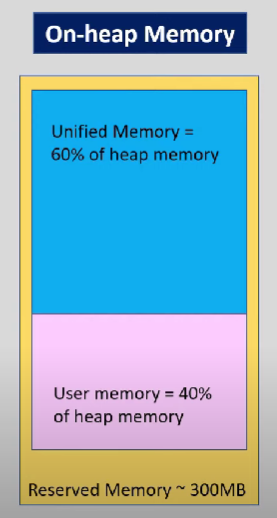 On-heap Memory
Unified Memory =
60% of heap memory
User memory = 40%
of heap memory
Reserved Memory ~ 300MB